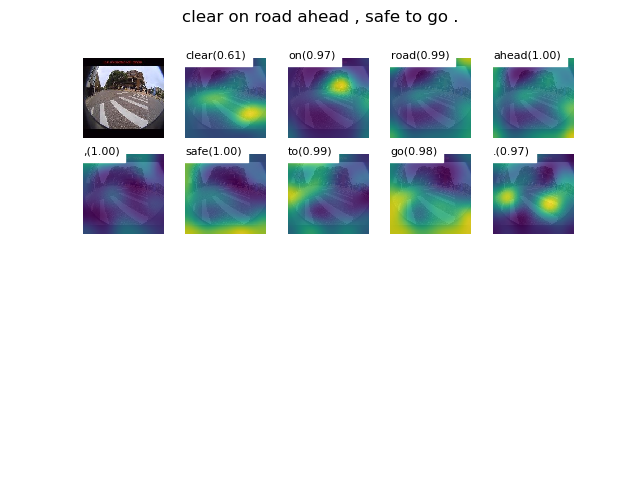 clear on road ahead , safe to go .
clear(0.61) on(0.97) road(0.99) ahead(1.00)
,(1.00) safe(1.00) to(0.99) go(0.98) .(0.97)